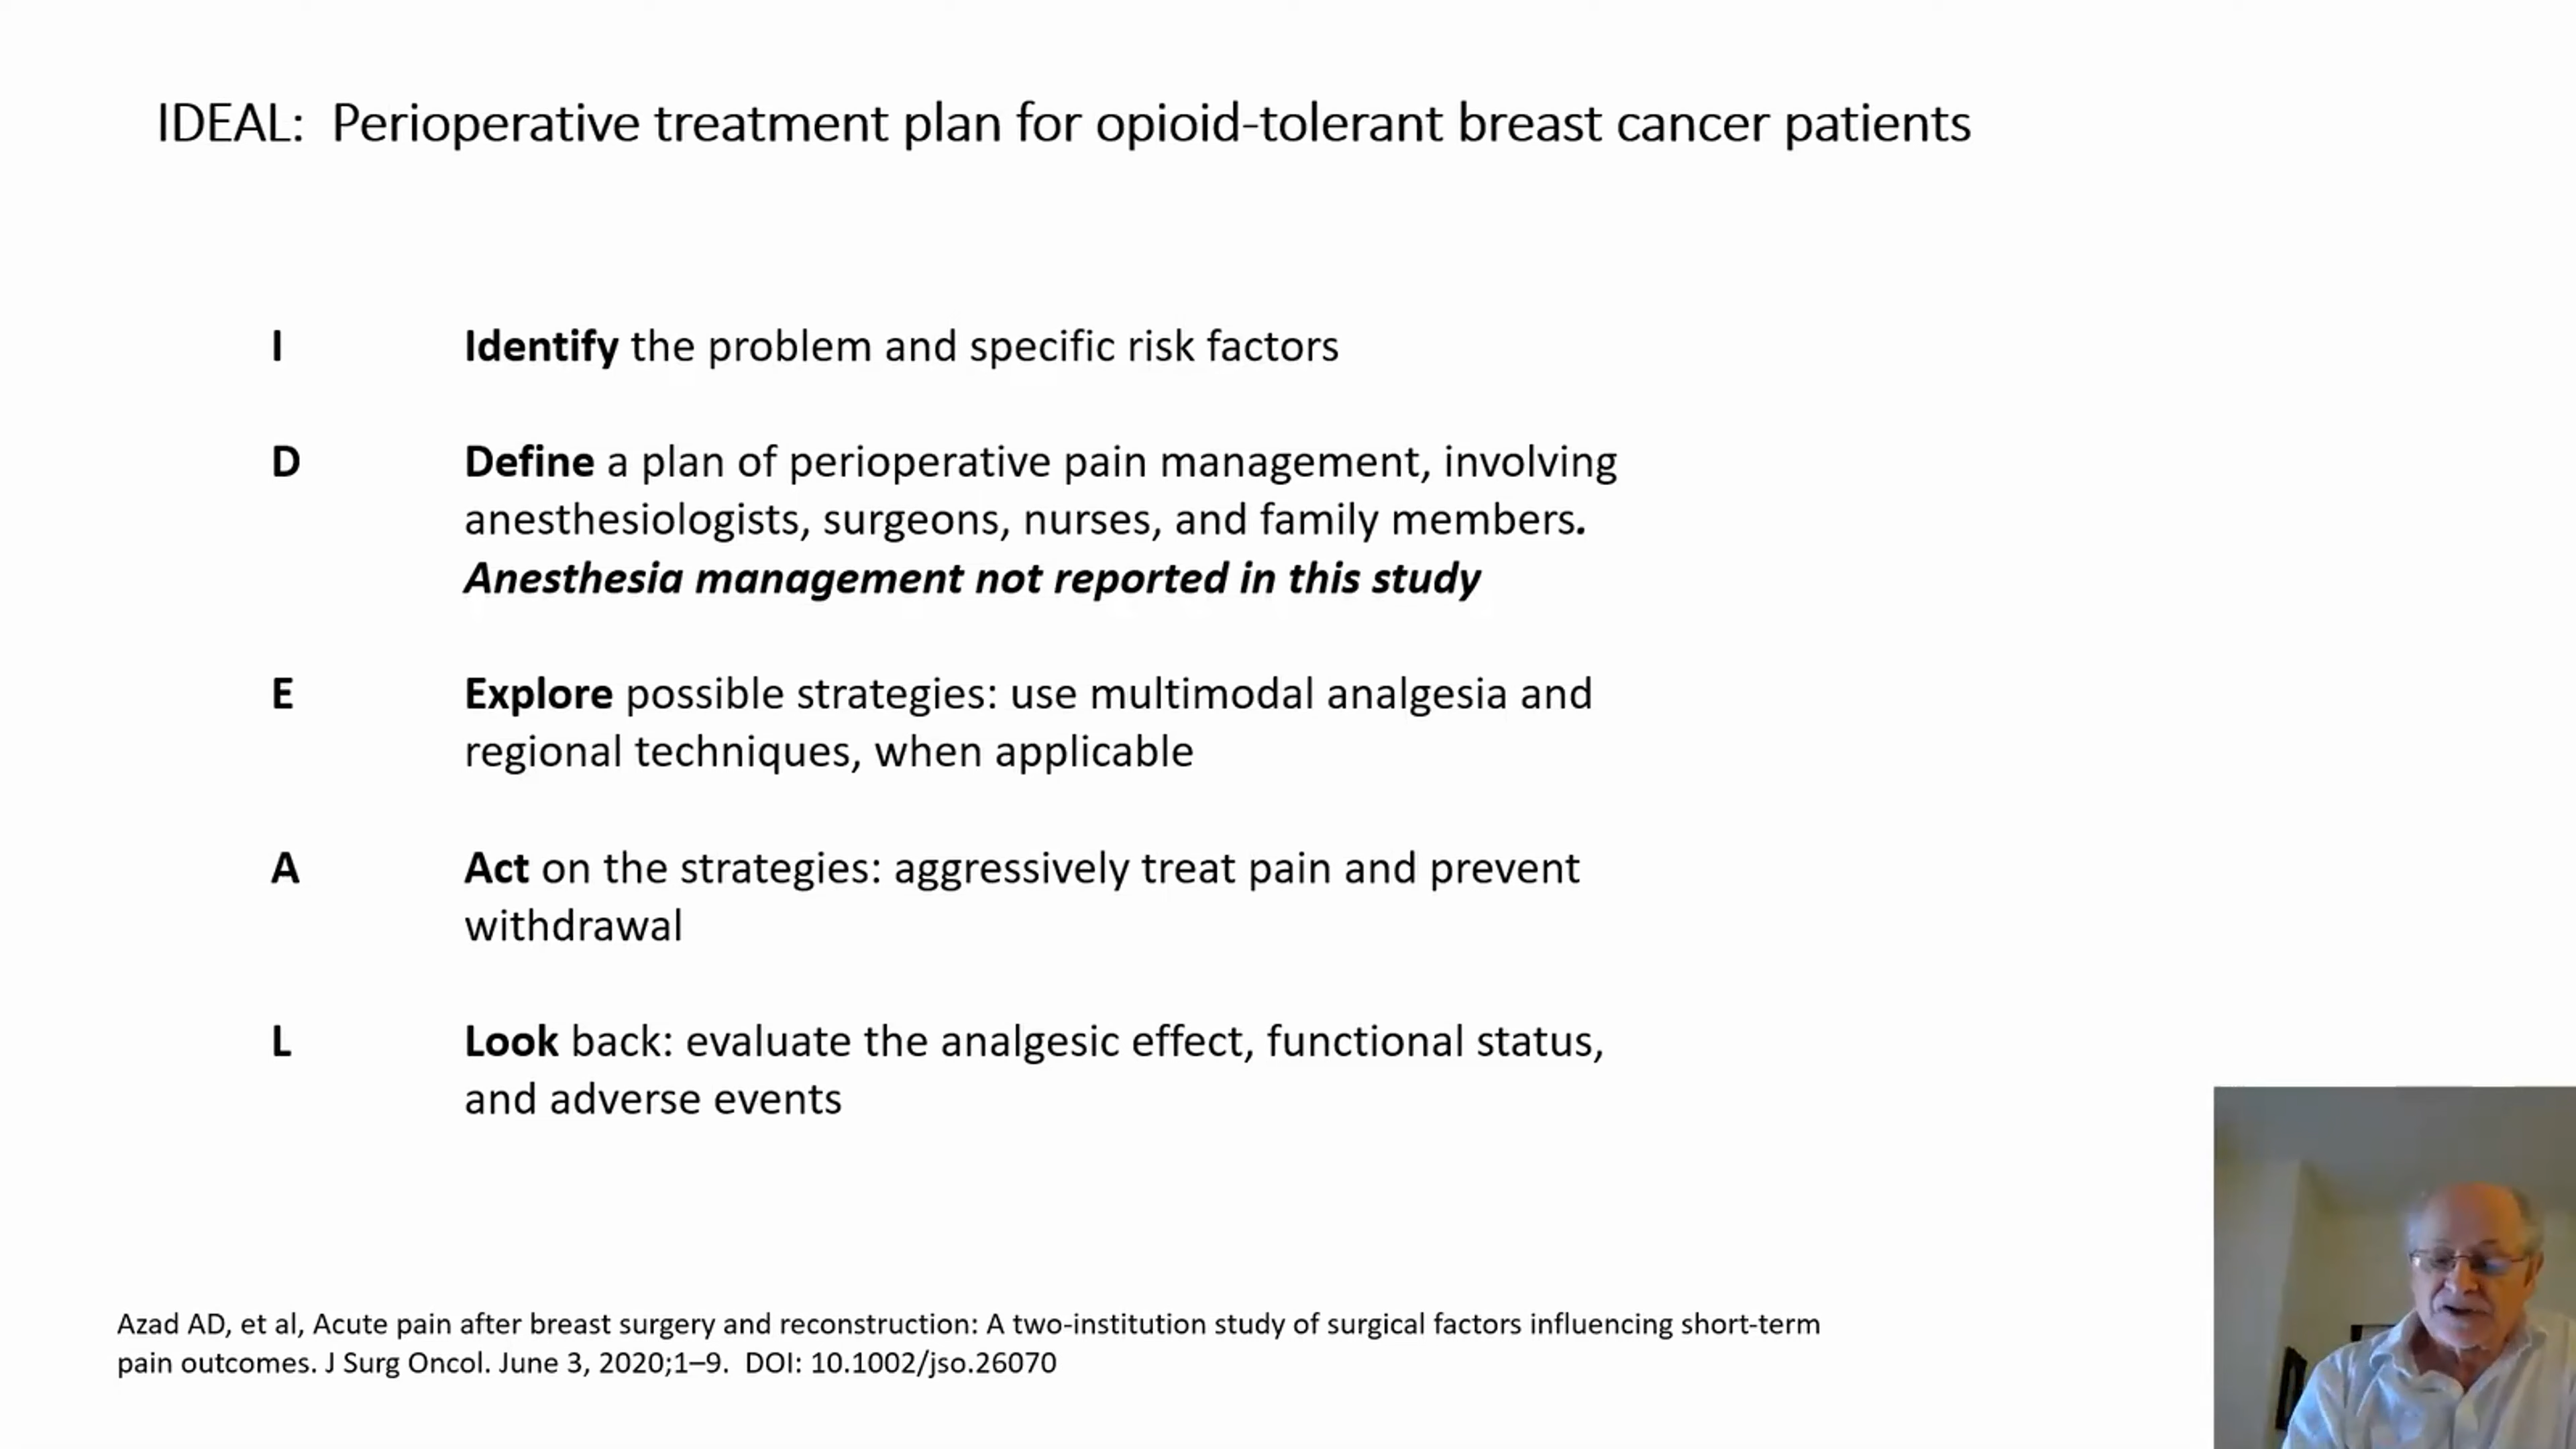 IDEAL: Perioperative treatment plan for opioid-tolerant breast cancer patients
I Identify the problem and specific risk factors
D Define a plan of perioperative pain management, involving
anesthesiologists, surgeons, nurses, and family members.
Anesthesia management not reported in this study
E Explore possible strategies: use multimodal analgesia and
regional techniques, when applicable
A Act on the strategies: aggressively treat pain and prevent
withdrawal
L Look back: evaluate the analgesic effect, functional status,
and adverse events
Azad AD, et al, Acute pain after breast surgery and reconstruction: A two-institution study of surgical factors influencing short-term
pain outcomes. J Surg Oncol. June 3, 2020;1–9. DOI: 10.1002/jso.26070